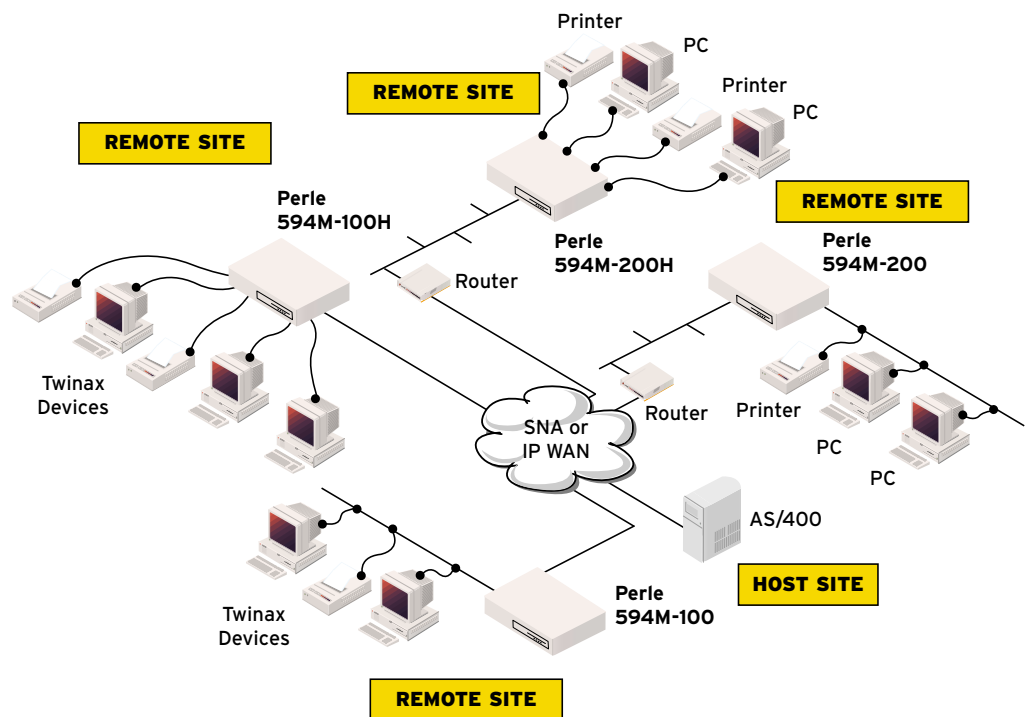 Printer
PC
REMOTE SITE
Printer
PC
REMOTE SITE
REMOTE SITE
Perle
594M-100H
Perle
594M-200H
Perle
594M-200
Router
Twinax
Devices
Router
Printer
PC
PC
SNA or
IP WAN
AS/400
HOST SITE
Perle
594M-100
Twinax
Devices
REMOTE SITE